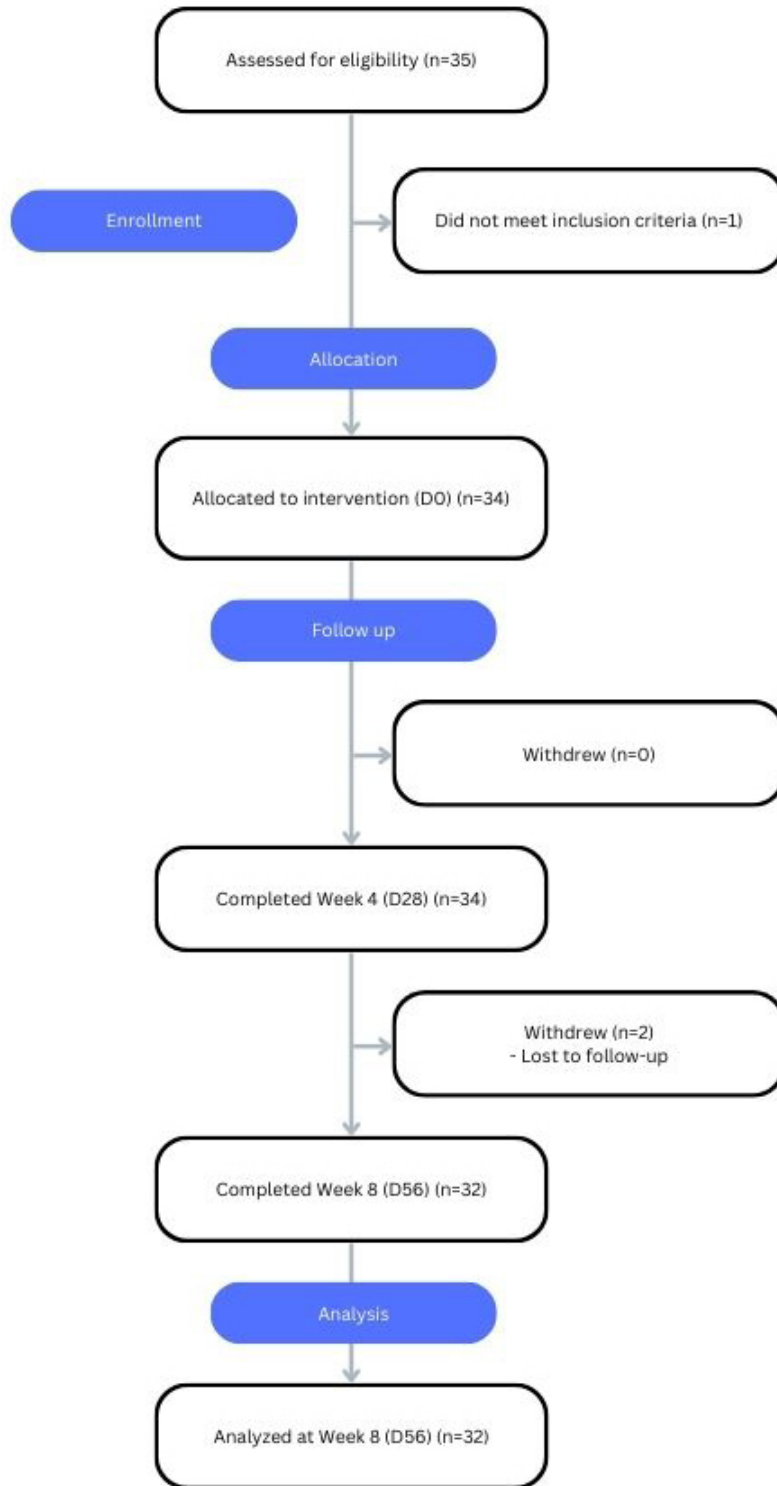 Assessed for eligibility (n=35)
Enrollment
Did not meet inclusion criteria (n=1)
Allocation
Allocated to intervention (D0) (n=34)
Follow up
Withdrew (n=0)
Completed Week 4 (D28) (n=34)
Withdrew (n=2)
- Lost to follow-up
Completed Week 8 (D56) (n=32)
Analysis
Analyzed at Week 8 (D56) (n=32)